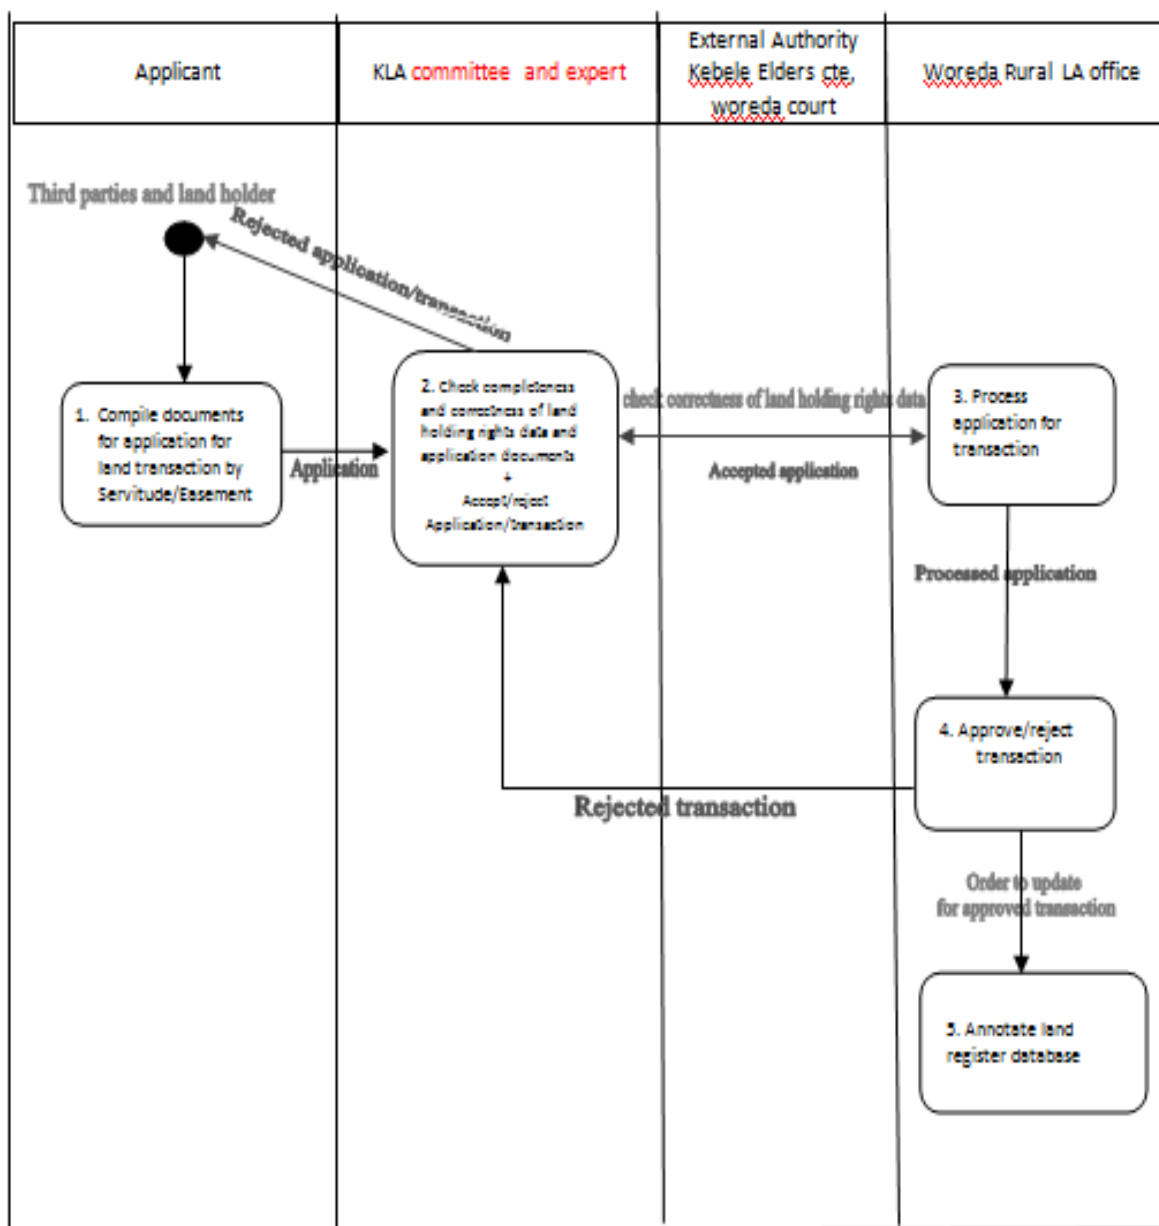 Applicant
KLA committee and expert
External Authority
Kebele Elders cte,
woreda court
Woreda Rural LA office
Third parties and land holder
Rejected application/transaction
1. Compile documents
for application for
land transaction by
Servitude/Easement
Application
2. Check completeness
and correctness of land
holding rights data and
application documents
+
Accept/reject
Application/transaction
check correctness of land holding rights data
Accepted application
3. Process
application for
transaction
Processed application
4. Approve/reject
transaction
Rejected transaction
Order to update
for approved transaction
5. Annotate land
register database